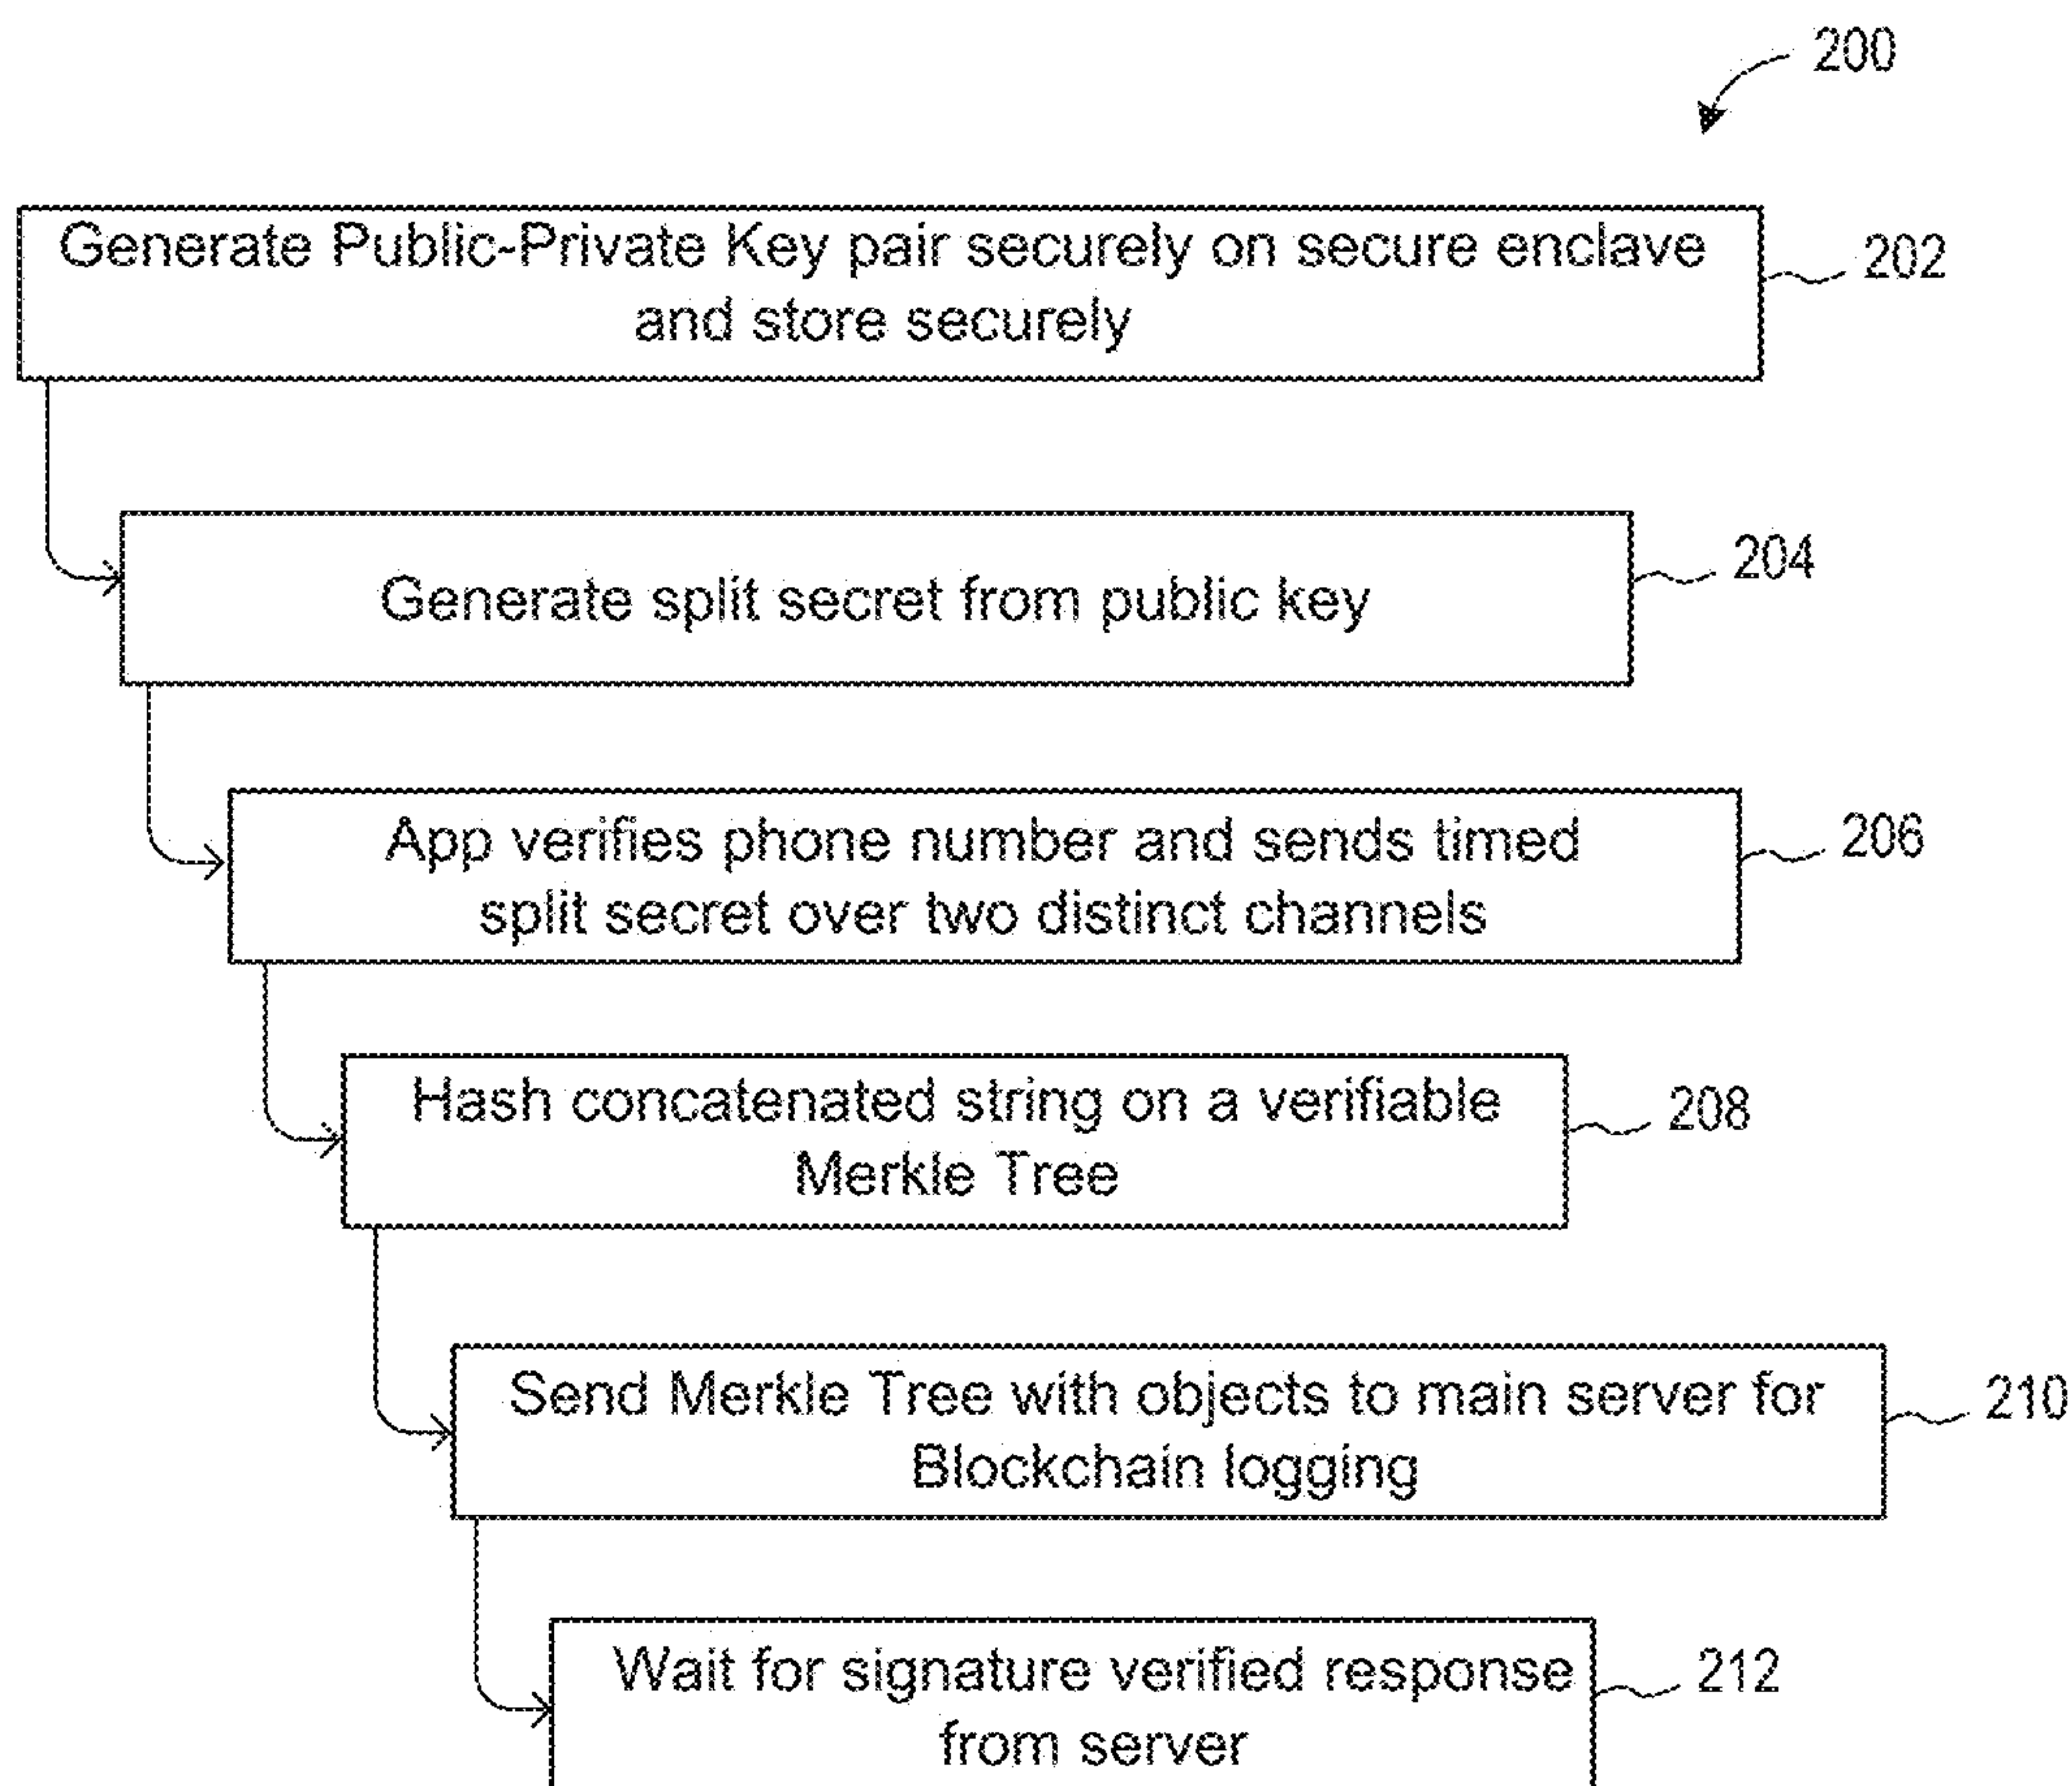 200
Generate Public-Private Key pair securely on secure enclave
and store securely
202
Generate split secret from public key
204
App verifies phone number and sends timed
split secret over two distinct channels
206
Hash concatenated string on a verifiable
Merkle Tree
208
Send Merkle Tree with objects to main server for
Blockchain logging
210
Wait for signature verified response
from server
212